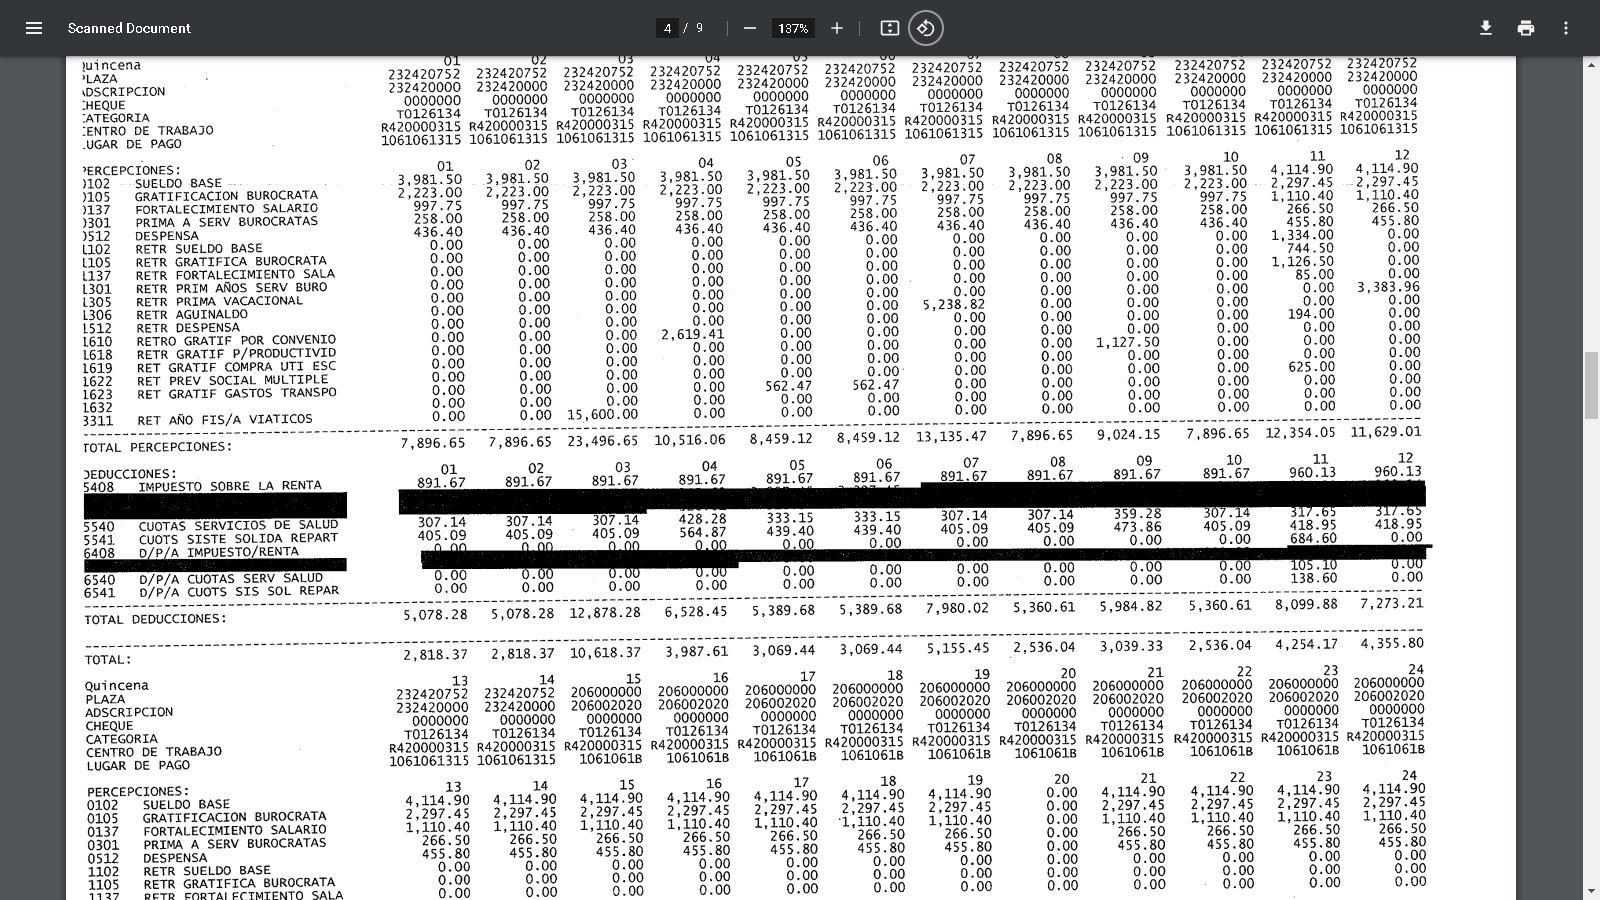 Scanned Document
4 / 9
137%
Quincena 01 02 03 04
PLAZA 232420752 232420752 232420752 232420752 232420752 232420752 232420752 232420752 232420752 232420752 232420752 232420752
ADSCRIPCION 232420000 232420000 232420000 232420000 232420000 232420000 232420000 232420000 232420000 232420000 232420000 232420000
CHEQUE 0000000 0000000 0000000 0000000 0000000 0000000 0000000 0000000 0000000 0000000 0000000 0000000
CATEGORIA T0126134 T0126134 T0126134 T0126134 T0126134 T0126134 T0126134 T0126134 T0126134 T0126134 T0126134 T0126134
CENTRO DE TRABAJO R420000315 R420000315 R420000315 R420000315 R420000315 R420000315 R420000315 R420000315 R420000315 R420000315 R420000315 R420000315
LUGAR DE PAGO 1061061315 1061061315 1061061315 1061061315 1061061315 1061061315 1061061315 1061061315 1061061315 1061061315 1061061315 1061061315
PERCEPCIONES: 01 02 03 04 05 06 07 08 09 10 11 12
0102 SUELDO BASE 3,981.50 3,981.50 3,981.50 3,981.50 3,981.50 3,981.50 3,981.50 3,981.50 3,981.50 3,981.50 4,114.90 4,114.90
0105 GRATIFICACION BUROCRATA 2,223.00 2,223.00 2,223.00 2,223.00 2,223.00 2,223.00 2,223.00 2,223.00 2,223.00 2,223.00 2,297.45 2,297.45
0137 FORTALECIMIENTO SALARIO 997.75 997.75 997.75 997.75 997.75 997.75 997.75 997.75 997.75 997.75 1,110.40 1,110.40
0301 PRIMA A SERV BUROCRATAS 258.00 258.00 258.00 258.00 258.00 258.00 258.00 258.00 258.00 258.00 266.50 266.50
0512 DESPENSA 436.40 436.40 436.40 436.40 436.40 436.40 436.40 436.40 436.40 436.40 455.80 455.80
1102 RETR SUELDO BASE 0.00 0.00 0.00 0.00 0.00 0.00 0.00 0.00 0.00 0.00 1,334.00 0.00
1105 RETR GRATIFICA BUROCRATA 0.00 0.00 0.00 0.00 0.00 0.00 0.00 0.00 0.00 0.00 744.50 0.00
1137 RETR FORTALECIMIENTO SALA 0.00 0.00 0.00 0.00 0.00 0.00 0.00 0.00 0.00 0.00 1,126.50 0.00
1301 RETR PRIM AÑOS SERV BURO 0.00 0.00 0.00 0.00 0.00 0.00 0.00 0.00 0.00 0.00 85.00 0.00
1305 RETR PRIMA VACACIONAL 0.00 0.00 0.00 0.00 0.00 0.00 0.00 0.00 0.00 0.00 0.00 3,383.96
1306 RETR AGUINALDO 0.00 0.00 0.00 0.00 0.00 0.00 5,238.82 0.00 0.00 0.00 0.00 0.00
1512 RETR DESPENSA 0.00 0.00 0.00 0.00 0.00 0.00 0.00 0.00 0.00 0.00 194.00 0.00
1610 RETRO GRATIF POR CONVENIO 0.00 0.00 0.00 2,619.41 0.00 0.00 0.00 0.00 0.00 0.00 0.00 0.00
1618 RETR GRATIF P/PRODUCTIVID 0.00 0.00 0.00 0.00 0.00 0.00 0.00 0.00 1,127.50 0.00 0.00 0.00
1619 RET GRATIF COMPRA UTI ESC 0.00 0.00 0.00 0.00 0.00 0.00 0.00 0.00 0.00 0.00 0.00 0.00
1622 RET PREV SOCIAL MULTIPLE 0.00 0.00 0.00 0.00 0.00 0.00 0.00 0.00 0.00 0.00 625.00 0.00
1623 RET GRATIF GASTOS TRANSPO 0.00 0.00 0.00 0.00 562.47 562.47 0.00 0.00 0.00 0.00 0.00 0.00
1632 0.00 0.00 0.00 0.00 0.00 0.00 0.00 0.00 0.00 0.00 0.00 0.00
3311 RET AÑO FIS/A VIATICOS 0.00 0.00 15,600.00 0.00 0.00 0.00 0.00 0.00 0.00 0.00 0.00 0.00
TOTAL PERCEPCIONES: 7,896.65 7,896.65 23,496.65 10,516.06 8,459.12 8,459.12 13,135.47 7,896.65 9,024.15 7,896.65 12,354.05 11,629.01
DEDUCCIONES: 01 02 03 04 05 06 07 08 09 10 11 12
5408 IMPUESTO SOBRE LA RENTA 891.67 891.67 891.67 891.67 891.67 891.67 891.67 891.67 891.67 891.67 960.13 960.13
5540 CUOTAS SERVICIOS DE SALUD 307.14 307.14 307.14 428.28 333.15 333.15 307.14 307.14 359.28 307.14 317.65 317.65
5541 CUOTS SISTE SOLIDA REPART 405.09 405.09 405.09 564.87 439.40 439.40 405.09 405.09 473.86 405.09 418.95 418.95
6408 D/P/A IMPUESTO/RENTA 0.00 0.00 0.00 0.00 0.00 0.00 0.00 0.00 0.00 0.00 684.60 0.00
6540 D/P/A CUOTAS SERV SALUD 0.00 0.00 0.00 0.00 0.00 0.00 0.00 0.00 0.00 0.00 105.10 0.00
6541 D/P/A CUOTS SIS SOL REPAR 0.00 0.00 0.00 0.00 0.00 0.00 0.00 0.00 0.00 0.00 138.60 0.00
TOTAL DEDUCCIONES: 5,078.28 5,078.28 12,878.28 6,528.45 5,389.68 5,389.68 7,980.02 5,360.61 5,984.82 5,360.61 8,099.88 7,273.21
TOTAL: 2,818.37 2,818.37 10,618.37 3,987.61 3,069.44 3,069.44 5,155.45 2,536.04 3,039.33 2,536.04 4,254.17 4,355.80
Quincena 13 14 15 16 17 18 19 20 21 22 23 24
PLAZA 232420752 232420752 206000000 206000000 206000000 206000000 206000000 206000000 206000000 206000000 206000000 206000000
ADSCRIPCION 232420000 232420000 206002020 206002020 206002020 206002020 206002020 206002020 206002020 206002020 206002020 206002020
CHEQUE 0000000 0000000 0000000 0000000 0000000 0000000 0000000 0000000 0000000 0000000 0000000 0000000
CATEGORIA T0126134 T0126134 T0126134 T0126134 T0126134 T0126134 T0126134 T0126134 T0126134 T0126134 T0126134 T0126134
CENTRO DE TRABAJO R420000315 R420000315 R420000315 R420000315 R420000315 R420000315 R420000315 R420000315 R420000315 R420000315 R420000315 R420000315
LUGAR DE PAGO 1061061315 1061061315 1061061B 1061061B 1061061B 1061061B 1061061B 1061061B 1061061B 1061061B 1061061B 1061061B
PERCEPCIONES: 13 14 15 16 17 18 19 20 21 22 23 24
0102 SUELDO BASE 4,114.90 4,114.90 4,114.90 4,114.90 4,114.90 4,114.90 4,114.90 0.00 4,114.90 4,114.90 4,114.90 4,114.90
0105 GRATIFICACION BUROCRATA 2,297.45 2,297.45 2,297.45 2,297.45 2,297.45 2,297.45 2,297.45 0.00 2,297.45 2,297.45 2,297.45 2,297.45
0137 FORTALECIMIENTO SALARIO 1,110.40 1,110.40 1,110.40 1,110.40 1,110.40 1,110.40 1,110.40 0.00 1,110.40 1,110.40 1,110.40 1,110.40
0301 PRIMA A SERV BUROCRATAS 266.50 266.50 266.50 266.50 266.50 266.50 266.50 0.00 266.50 266.50 266.50 266.50
0512 DESPENSA 455.80 455.80 455.80 455.80 455.80 455.80 455.80 0.00 455.80 455.80 455.80 455.80
1102 RETR SUELDO BASE 0.00 0.00 0.00 0.00 0.00 0.00 0.00 0.00 0.00 0.00 0.00 0.00
1105 RETR GRATIFICA BUROCRATA 0.00 0.00 0.00 0.00 0.00 0.00 0.00 0.00 0.00 0.00 0.00 0.00
1137 RETR FORTALECIMIENTO SALA 0.00 0.00 0.00 0.00 0.00 0.00 0.00 0.00 0.00 0.00 0.00 0.00